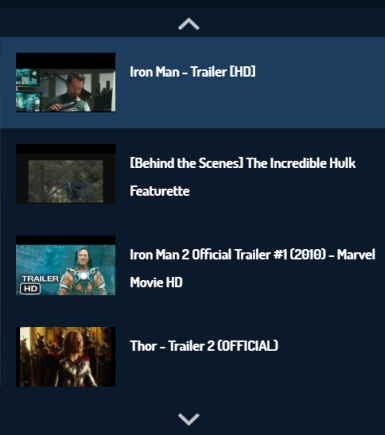 Iron Man - Trailer [HD]
[Behind the Scenes] The Incredible Hulk
Featurette
Iron Man 2 Official Trailer #1 (2010) - Marvel
Movie HD
TRAILER
HD
Thor - Trailer 2 (OFFICIAL)